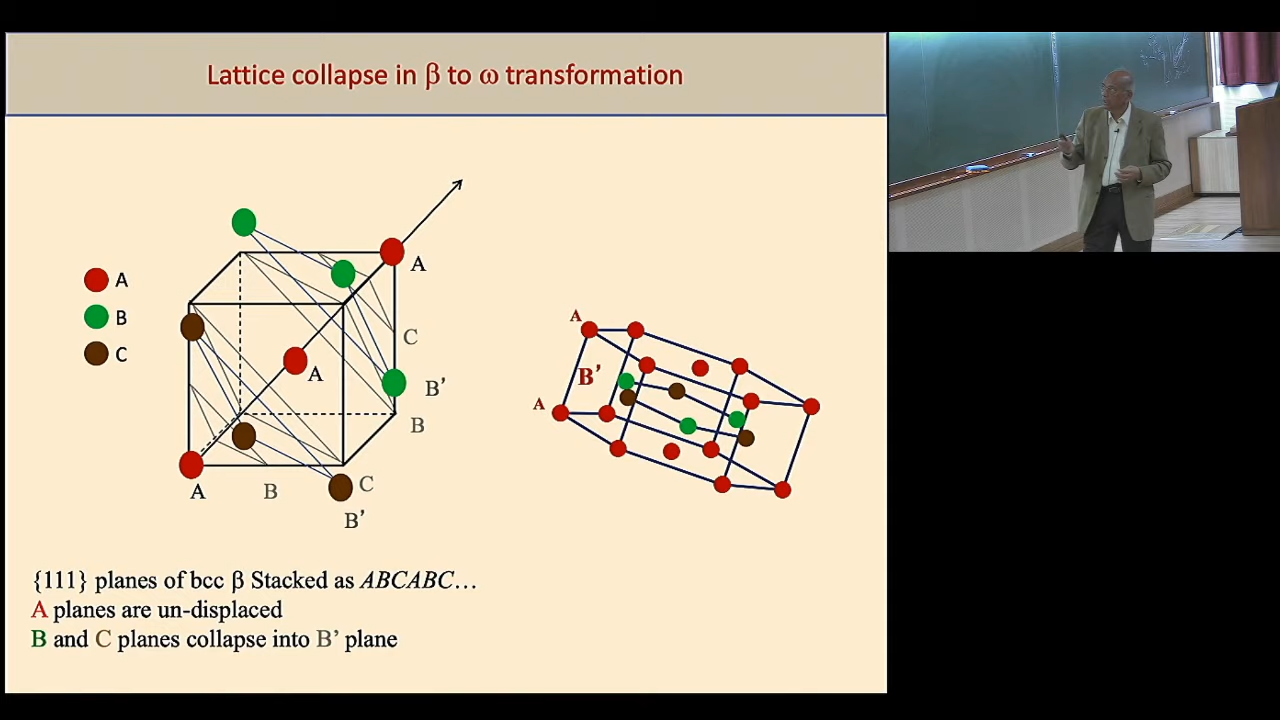 Lattice collapse in β to ω transformation
A
B
C
A
A
C
B′
B
A
B
C
B′
A
B′
A
{111} planes of bcc β Stacked as ABCABC…
A planes are un-displaced
B and C planes collapse into B’ plane